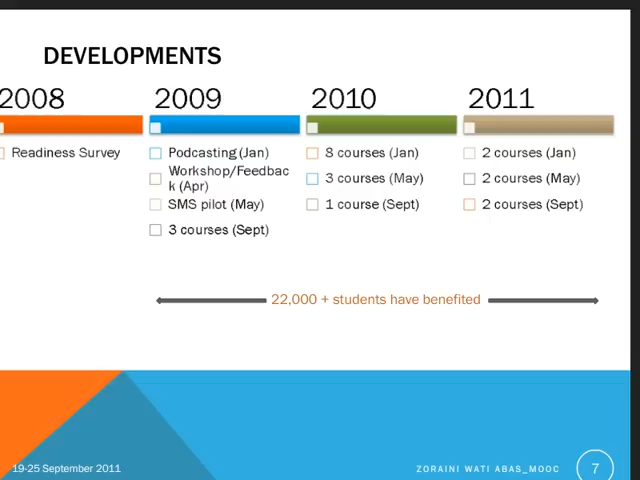 DEVELOPMENTS
2008
Readiness Survey
2009
Podcasting (Jan)
Workshop/Feedbac
k (Apr)
SMS pilot (May)
3 courses (Sept)
2010
8 courses (Jan)
3 courses (May)
1 course (Sept)
2011
2 courses (Jan)
2 courses (May)
2 courses (Sept)
22,000 + students have benefited
19-25 September 2011
ZORAINI WATI ABAS_MOOC
7